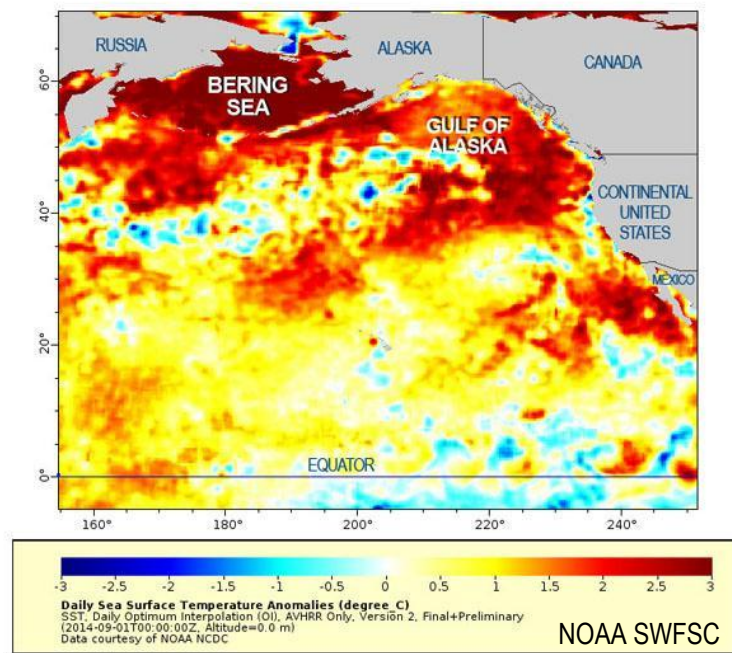 RUSSIA
ALASKA
CANADA
60°
BERING
SEA
GULF OF
ALASKA
CONTINENTAL
UNITED
STATES
40°
MEXICO
20°
EQUATOR
0°
160° 180° 200° 220° 240°
-3 -2.5 -2 -1.5 -1 -0.5 0 0.5 1 1.5 2 2.5 3
Daily Sea Surface Temperature Anomalies (degree_C)
SST, Daily Optimum Interpolation (OI), AVHRR Only, Version 2, Final+Preliminary
(2014-09-01T00:00:00Z, Altitude=0.0 m)
Data courtesy of NOAA NCDC
NOAA SWFSC